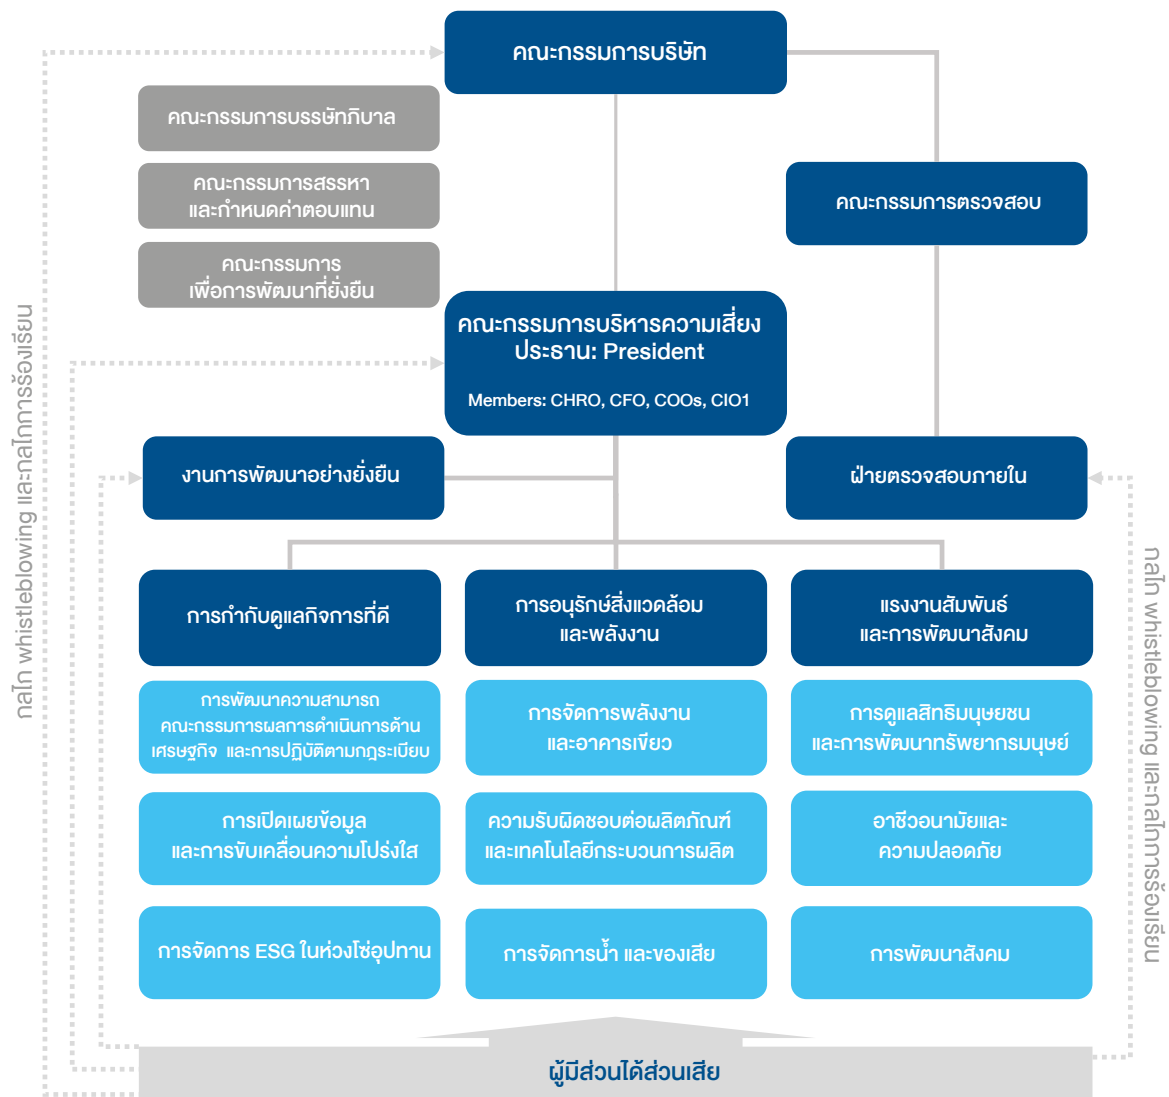 คณะกรรมการบริษัท
คณะกรรมการบรรษัทภิบาล
คณะกรรมการสรรหา
และกำหนดค่าตอบแทน
คณะกรรมการ
เพื่อการพัฒนาที่ยั่งยืน
คณะกรรมการตรวจสอบ
คณะกรรมการบริหารความเสี่ยง
ประธาน: President
Members: CHRO, CFO, COOs, CIO1
งานการพัฒนาอย่างยั่งยืน
ฝ่ายตรวจสอบภายใน
การกำกับดูแลกิจการที่ดี
การอนุรักษ์สิ่งแวดล้อม
และพลังงาน
แรงงานสัมพันธ์
และการพัฒนาสังคม
การพัฒนาความสามารถ
คณะกรรมการผลการดำเนินการด้าน
เศรษฐกิจ และการปฏิบัติตามกฎระเบียบ
การจัดการพลังงาน
และอาคารเขียว
การดูแลสิทธิมนุษยชน
และการพัฒนาทรัพยากรมนุษย์
การเปิดเผยข้อมูล
และการขับเคลื่อนความโปร่งใส
ความรับผิดชอบต่อผลิตภัณฑ์
และเทคโนโลยีกระบวนการผลิต
อาชีวอนามัยและ
ความปลอดภัย
การจัดการ ESG ในห่วงโซ่อุปทาน
การจัดการน้ำ และของเสีย
การพัฒนาสังคม
ผู้มีส่วนได้ส่วนเสีย
กลไก whistleblowing และกลไกการร้องเรียน
กลไก whistleblowing และกลไกการร้องเรียน